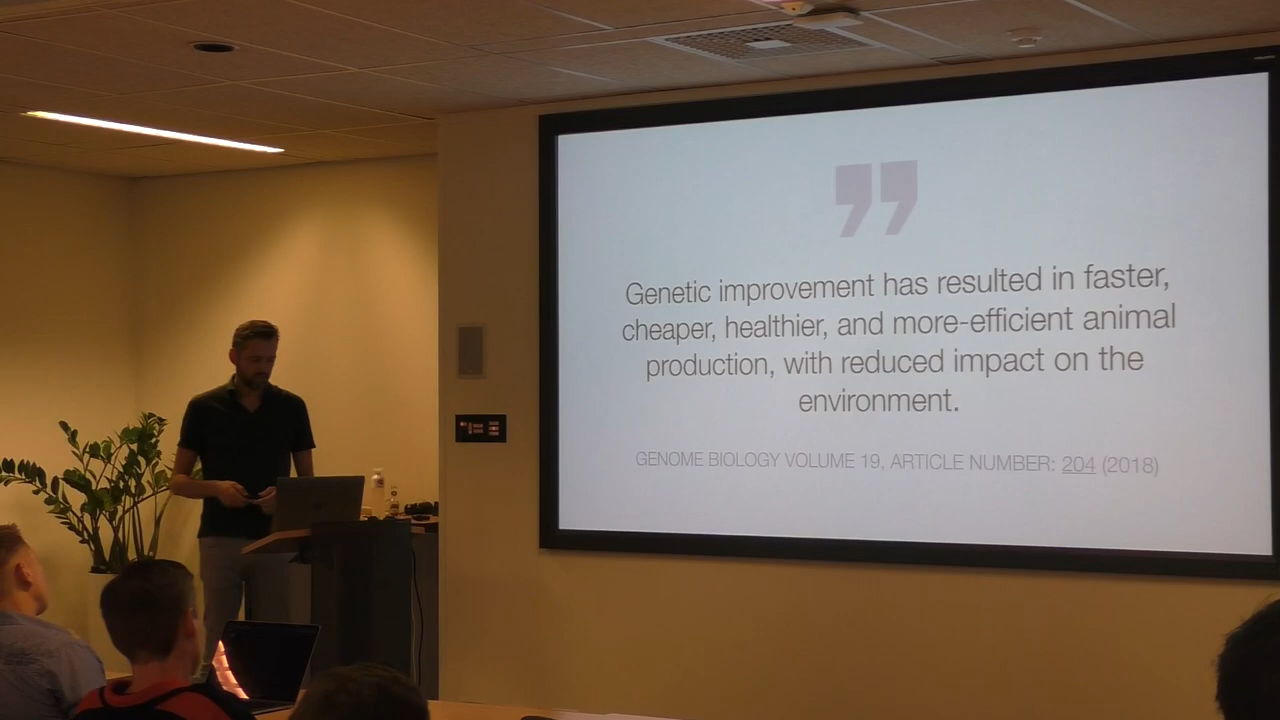 ”
Genetic improvement has resulted in faster,
cheaper, healthier, and more-efficient animal
production, with reduced impact on the
environment.
GENOME BIOLOGY VOLUME 19, ARTICLE NUMBER: 204 (2018)